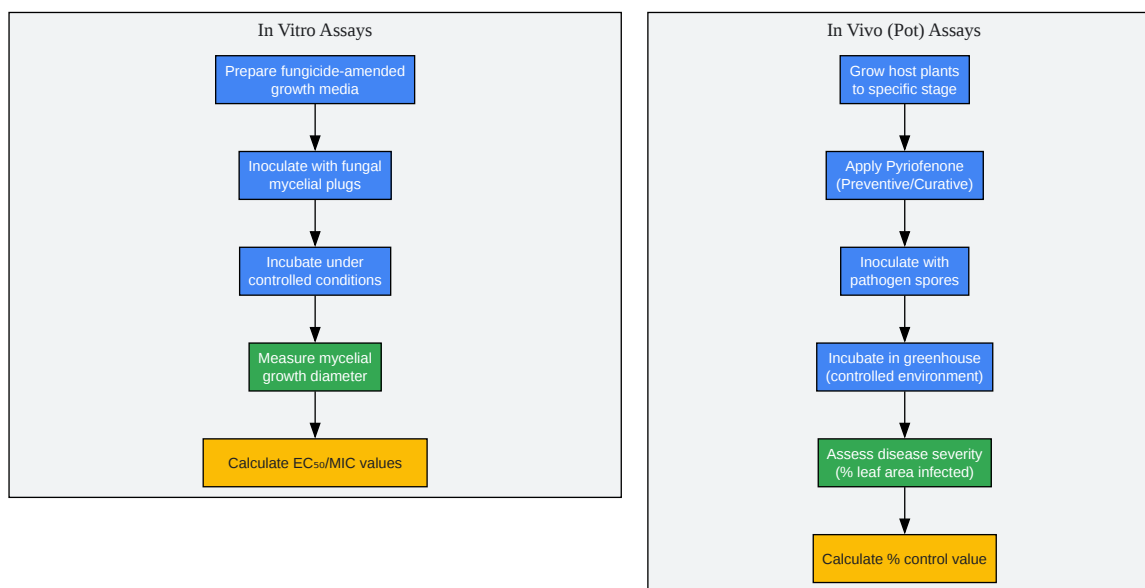 In Vitro Assays
Prepare fungicide-amended
growth media
Inoculate with fungal
mycelial plugs
Incubate under
controlled conditions
Measure mycelial
growth diameter
Calculate EC₅₀/MIC values
In Vivo (Pot) Assays
Grow host plants
to specific stage
Apply Pyriofenone
(Preventive/Curative)
Inoculate with
pathogen spores
Incubate in greenhouse
(controlled environment)
Assess disease severity
(% leaf area infected)
Calculate % control value